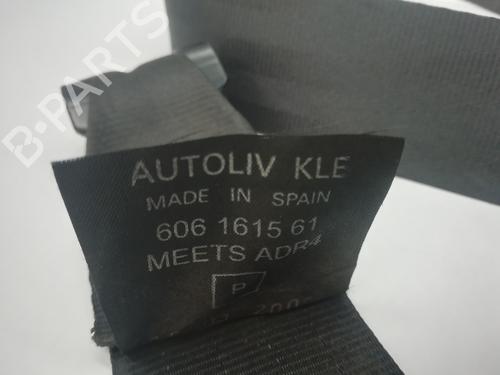 B-PARTS
AUTOLIV KLE
MADE IN SPAIN
606 1615 61
MEETS ADR4
P